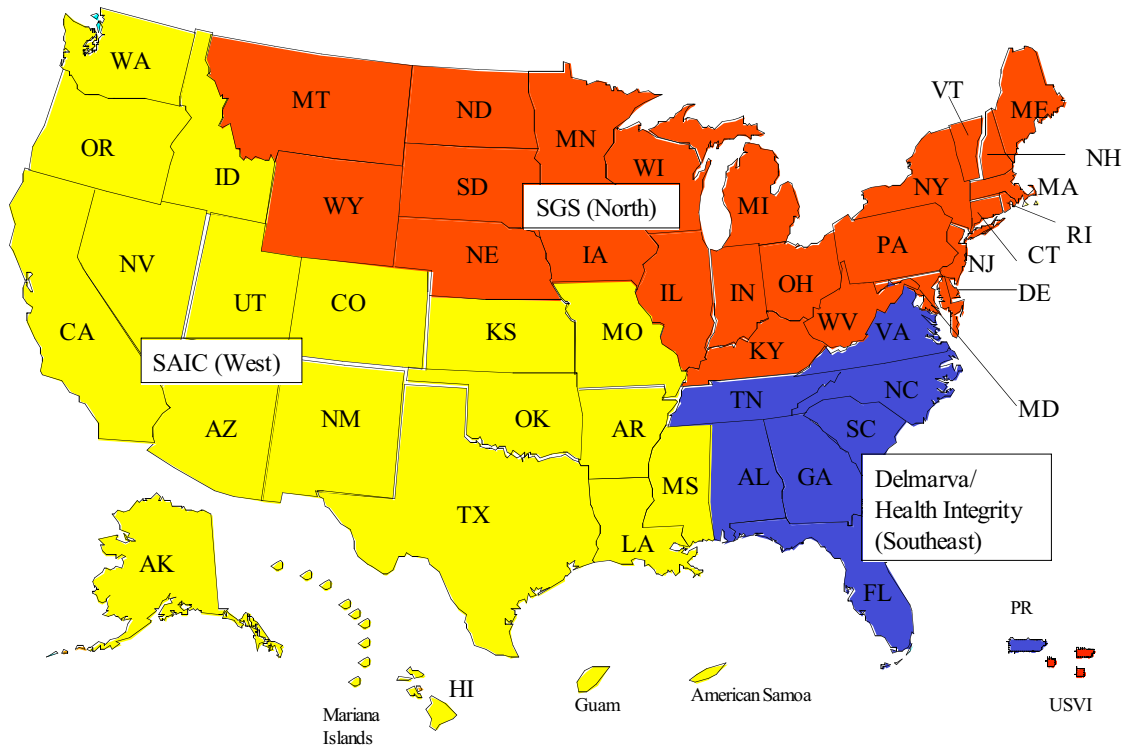 WA
MT
ND
MN
VT
ME
OR
ID
WY
SD
WI
MI
NY
NH
MA
SGS (North)
RI
NV
UT
CO
NE
IA
IL
IN
OH
PA
NJ
CT
DE
CA
KS
MO
KY
WV
VA
SAIC (West)
AZ
NM
OK
AR
TN
NC
MD
SC
TX
LA
MS
AL
GA
Delmarva/
Health Integrity
(Southeast)
AK
FL
HI
PR
Mariana
Islands
Guam
American Samoa
USVI